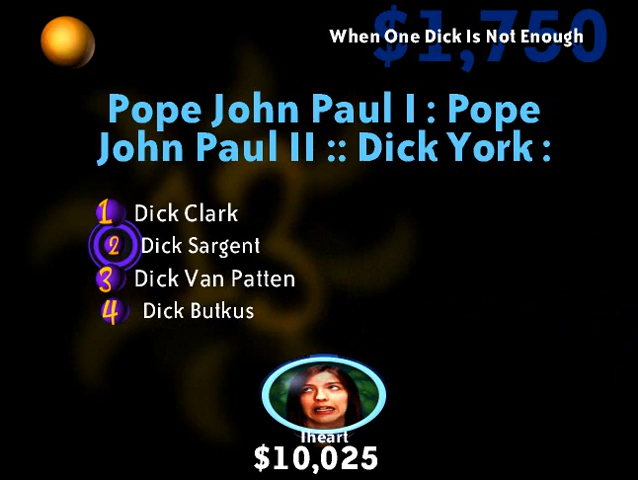 $1,750
When One Dick Is Not Enough
Pope John Paul I : Pope
John Paul II :: Dick York :
1 Dick Clark
2 Dick Sargent
3 Dick Van Patten
4 Dick Butkus
Iheart
$10,025